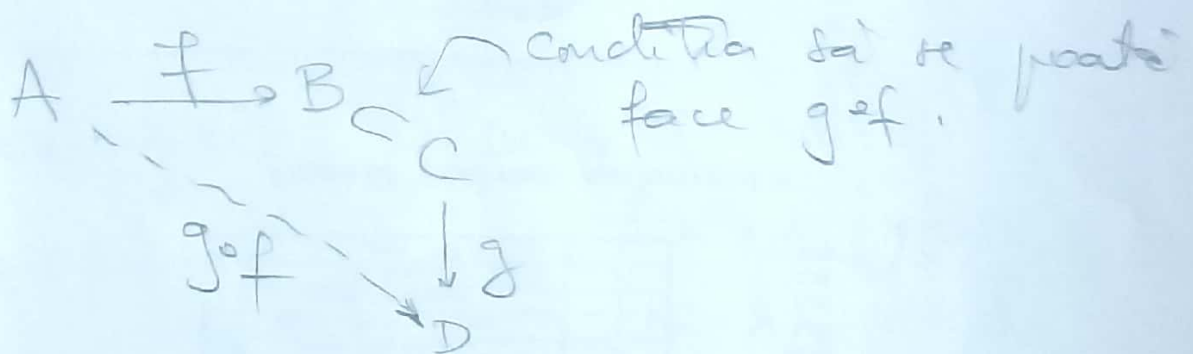 f condiția să se poată
A → B ⊂ C face g∘f.
g∘f g
D